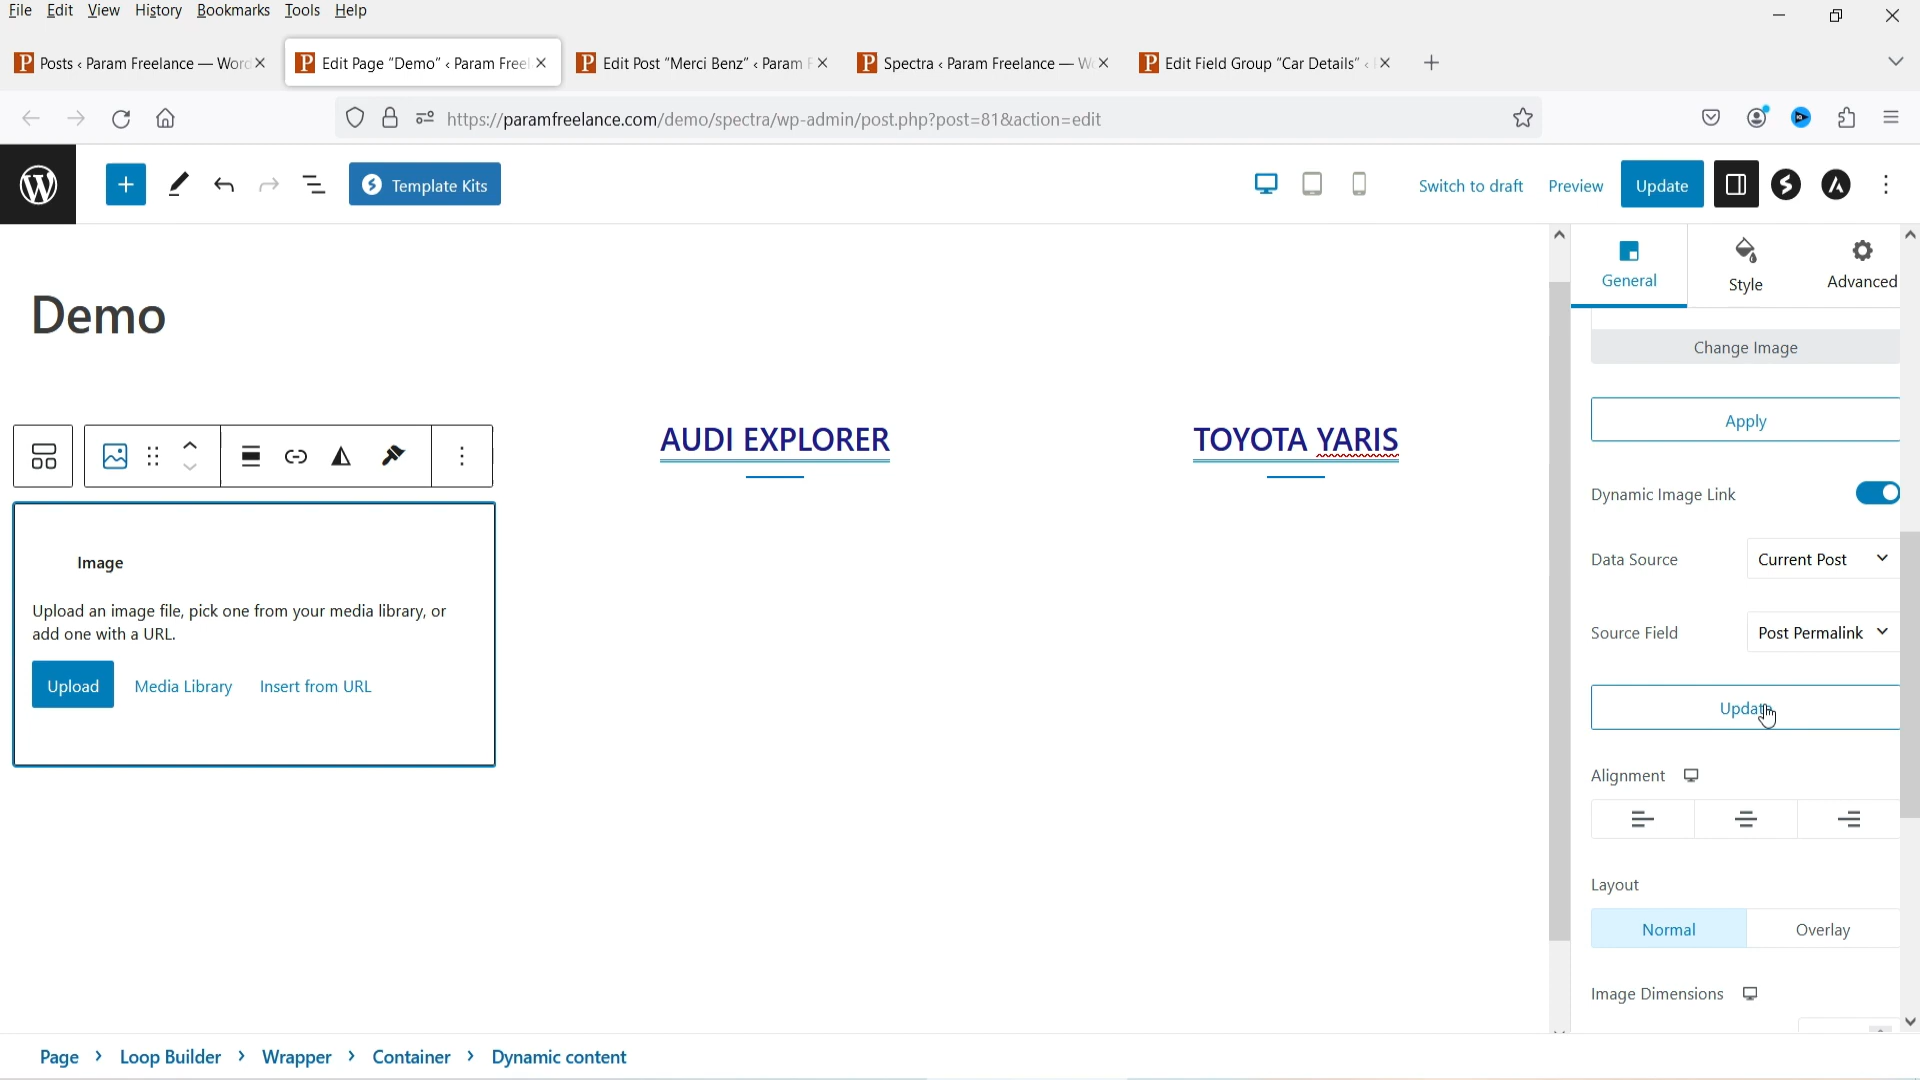 File Edit View History Bookmarks Tools Help
Posts ‹ Param Freelance — Word
Edit Page “Demo” ‹ Param Free
Edit Post “Merci Benz” ‹ Param F
Spectra ‹ Param Freelance — W
Edit Field Group “Car Details” ‹
https://paramfreelance.com/demo/spectra/wp-admin/post.php?post=81&action=edit
Template Kits
Switch to draft
Preview
Update
General
Style
Advanced
Demo
Change Image
Apply
AUDI EXPLORER
TOYOTA YARIS
Dynamic Image Link
Data Source Current Post
Source Field Post Permalink
Update
Image
Upload an image file, pick one from your media library, or
add one with a URL.
Upload Media Library Insert from URL
Alignment
Layout
Normal Overlay
Image Dimensions
Page › Loop Builder › Wrapper › Container › Dynamic content